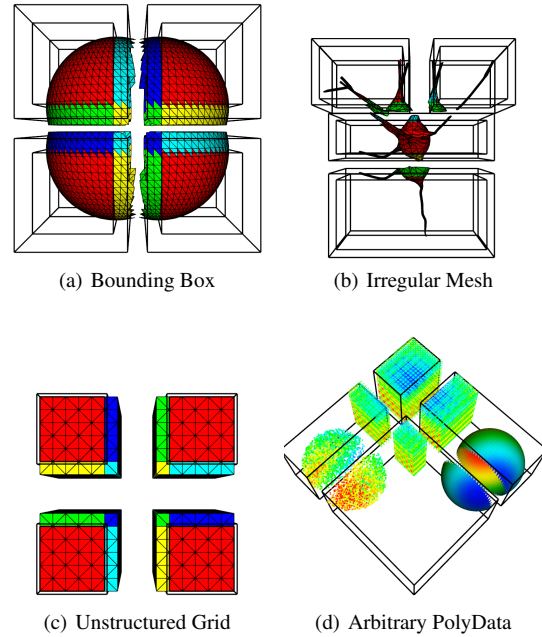 (a) Bounding Box
(b) Irregular Mesh
(c) Unstructured Grid
(d) Arbitrary PolyData